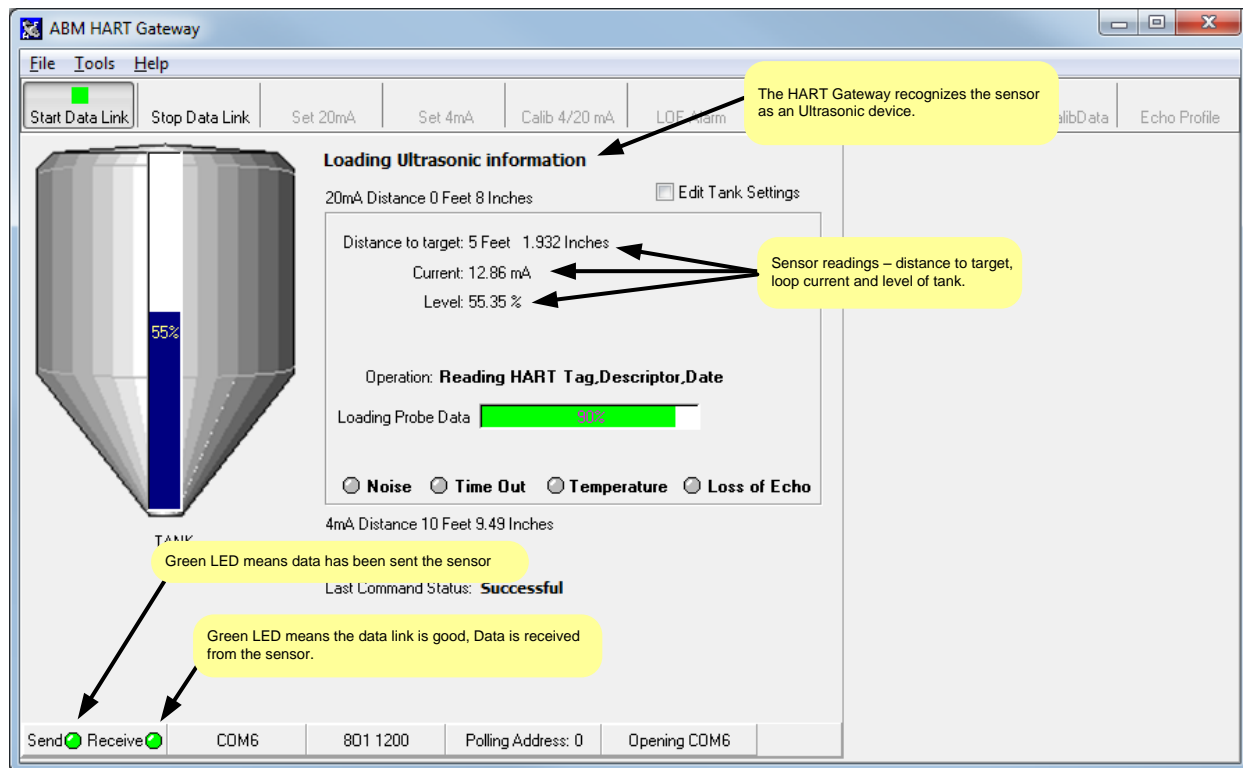 ABM HART Gateway
File Tools Help
Start Data Link Stop Data Link Set 20mA Set 4mA Calib 4/20 mA LOE Alarm Echo Profile
The HART Gateway recognizes the sensor
as an Ultrasonic device.
Loading Ultrasonic information
20mA Distance 0 Feet 8 Inches Edit Tank Settings
Distance to target: 5 Feet 1.932 Inches
Current: 12.86 mA
Level: 55.35 %
Sensor readings – distance to target,
loop current and level of tank.
55%
Operation: Reading HART Tag,Descriptor,Date
Loading Probe Data 90%
Noise Time Out Temperature Loss of Echo
4mA Distance 10 Feet 9.49 Inches
TANK
Green LED means data has been sent the sensor
Last Command Status: Successful
Green LED means the data link is good, Data is received
from the sensor.
Send Receive COM6 8O1 1200 Polling Address: 0 Opening COM6